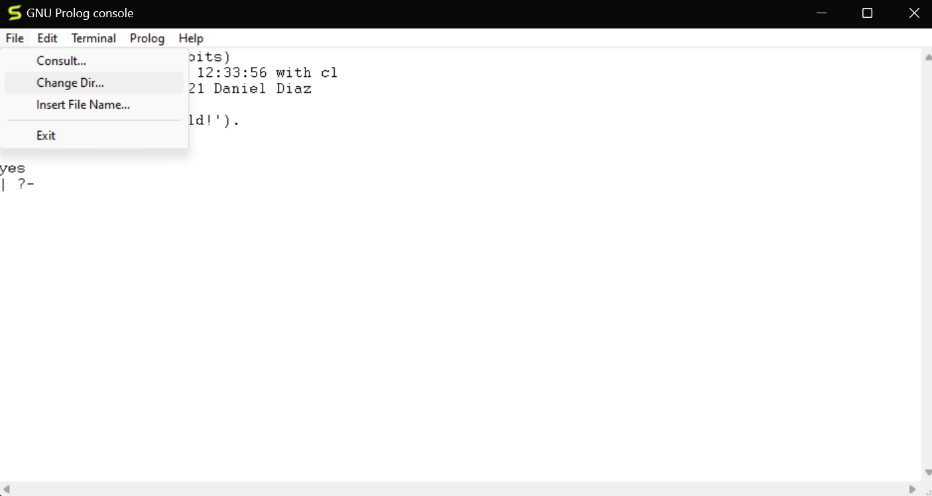 GNU Prolog console
File Edit Terminal Prolog Help
Consult...
Change Dir...
Insert File Name...
Exit
bits)
12:33:56 with cl
21 Daniel Diaz
ld!').
yes
| ?-